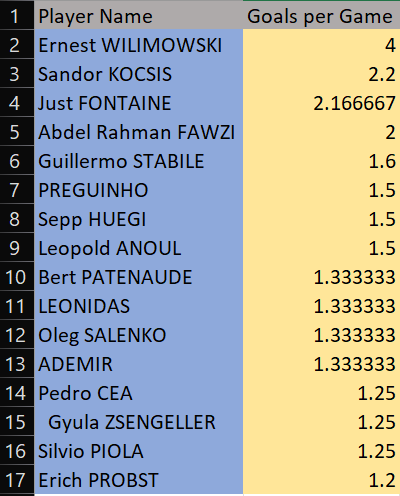 1 Player Name Goals per Game
2 Ernest WILIMOWSKI 4
3 Sandor KOCSIS 2.2
4 Just FONTAINE 2.166667
5 Abdel Rahman FAWZI 2
6 Guillermo STABILE 1.6
7 PREGUINHO 1.5
8 Sepp HUEGI 1.5
9 Leopold ANOUL 1.5
10 Bert PATENAUDE 1.333333
11 LEONIDAS 1.333333
12 Oleg SALENKO 1.333333
13 ADEMIR 1.333333
14 Pedro CEA 1.25
15 Gyula ZSENGELLER 1.25
16 Silvio PIOLA 1.25
17 Erich PROBST 1.2